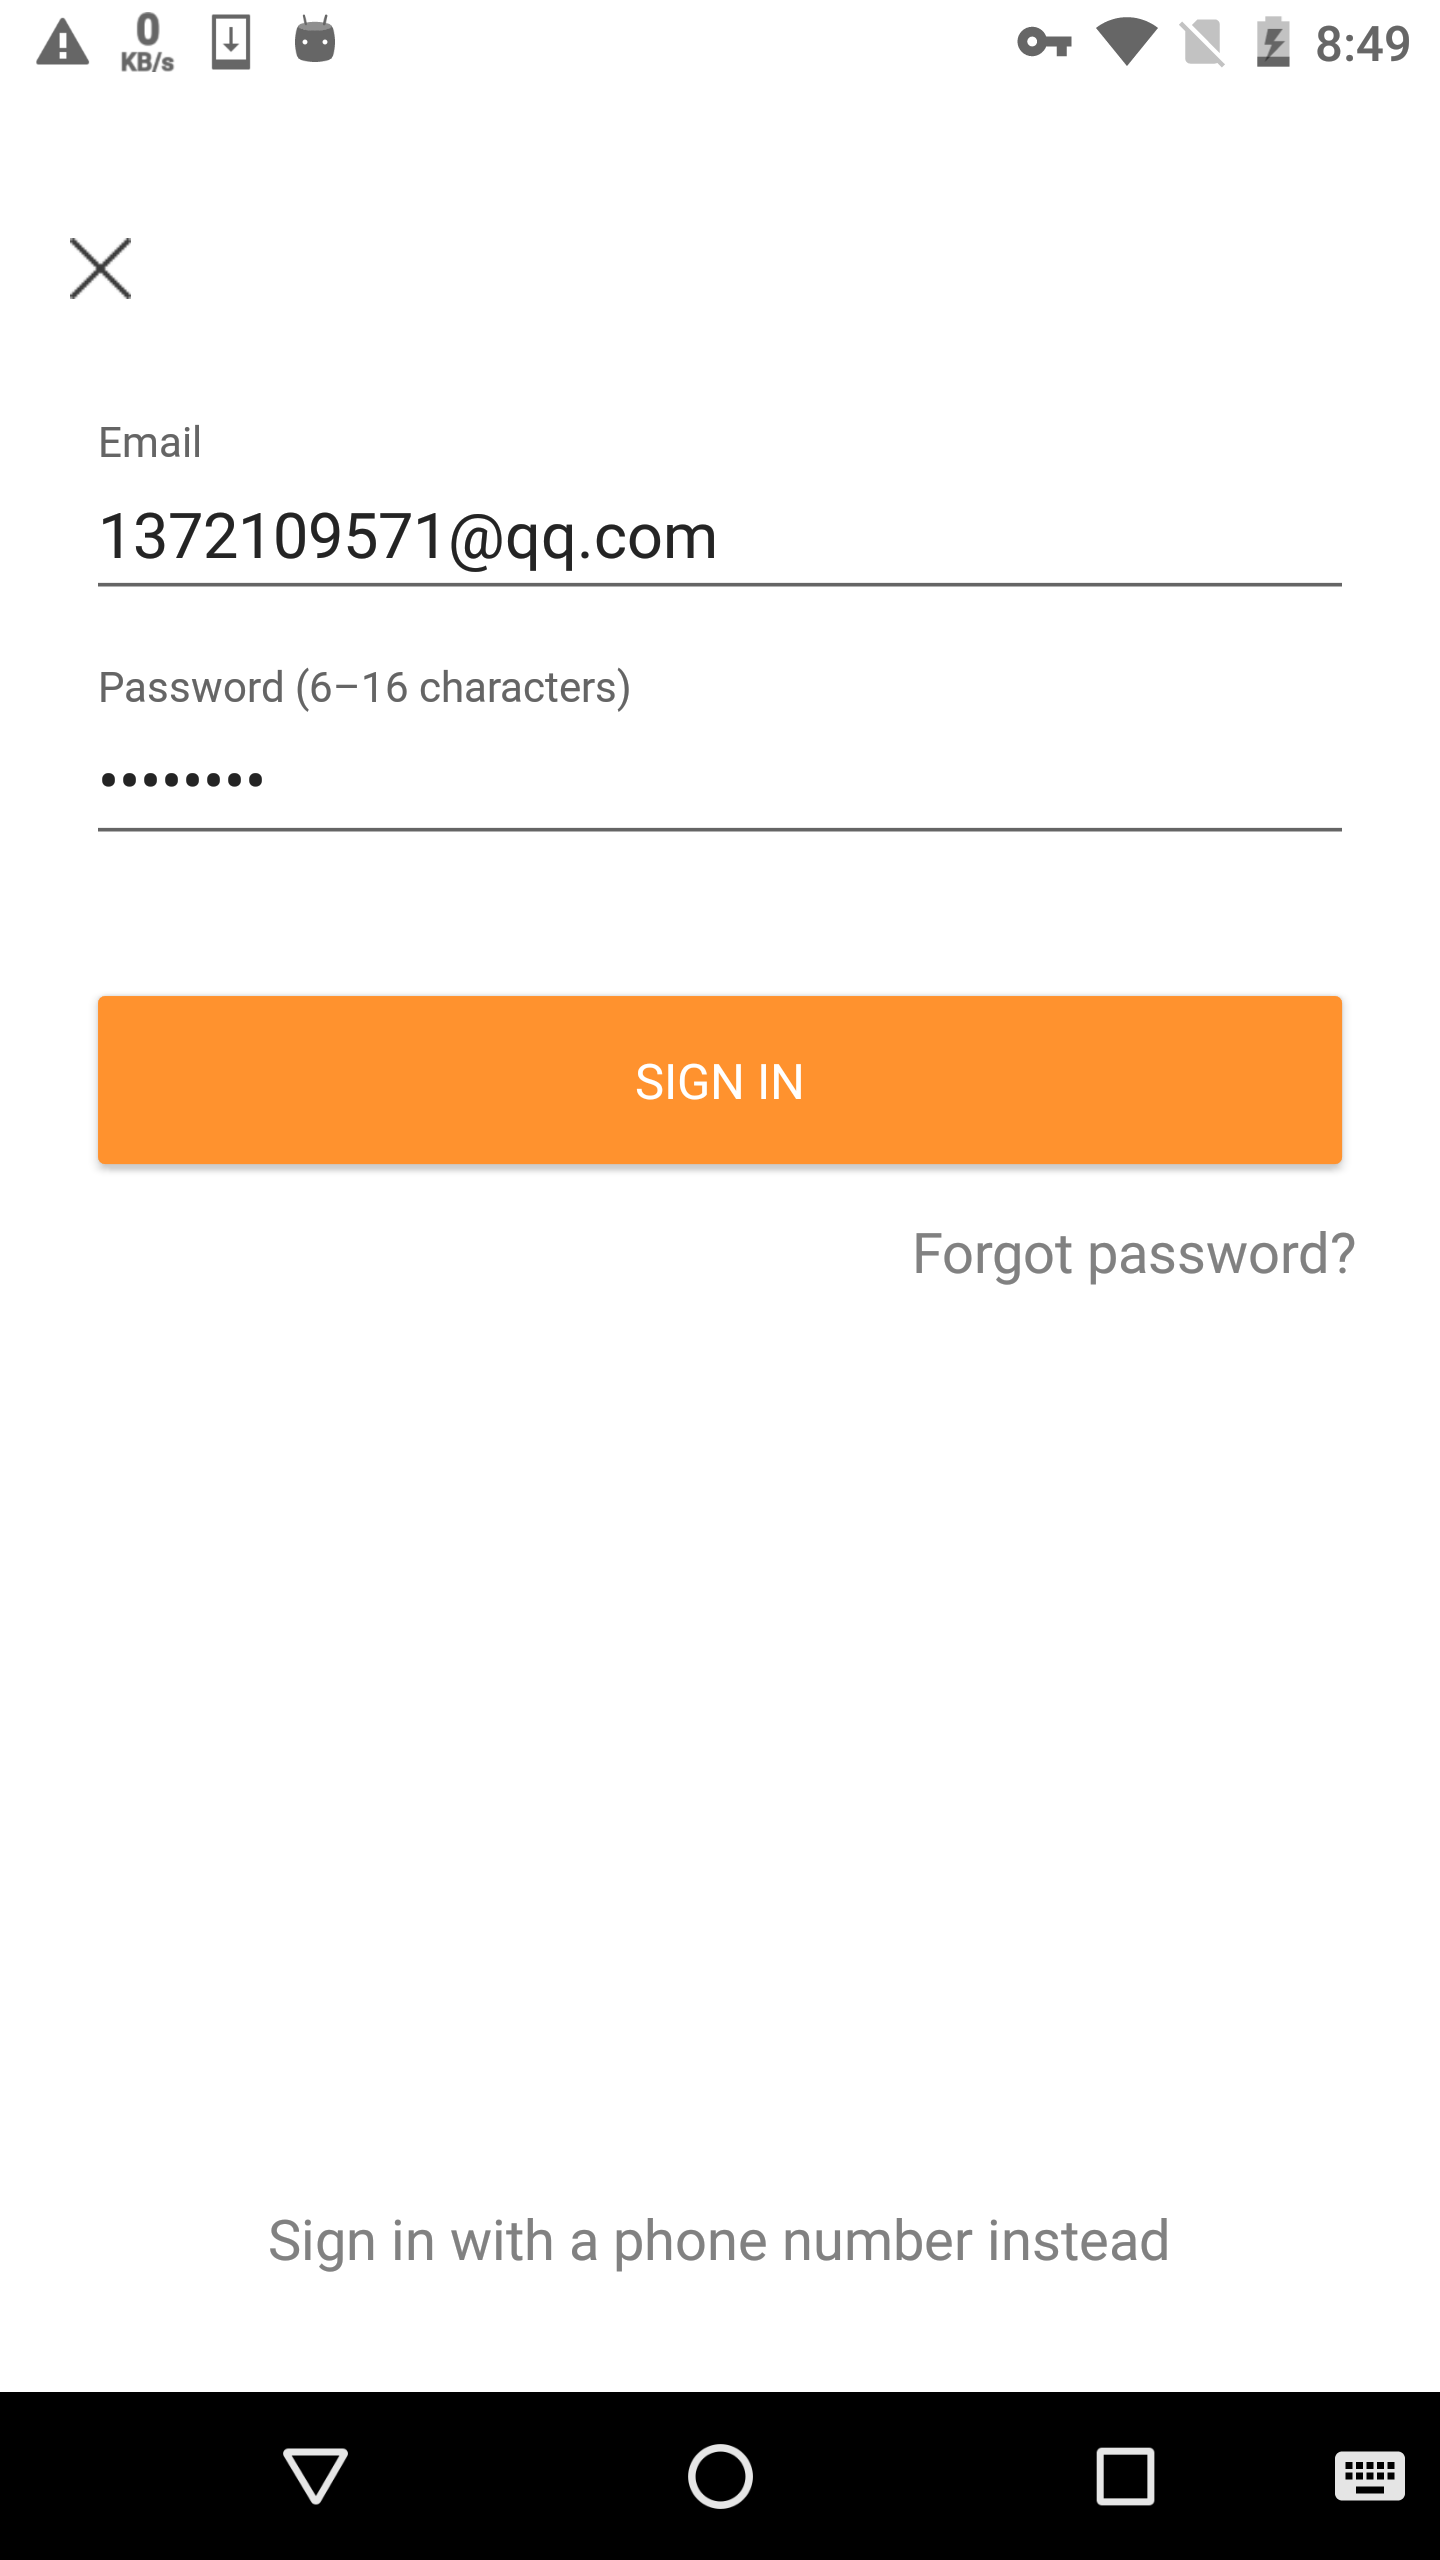 0
KB/s
8:49
Email
1372109571@qq.com
Password (6–16 characters)
••••••••
SIGN IN
Forgot password?
Sign in with a phone number instead